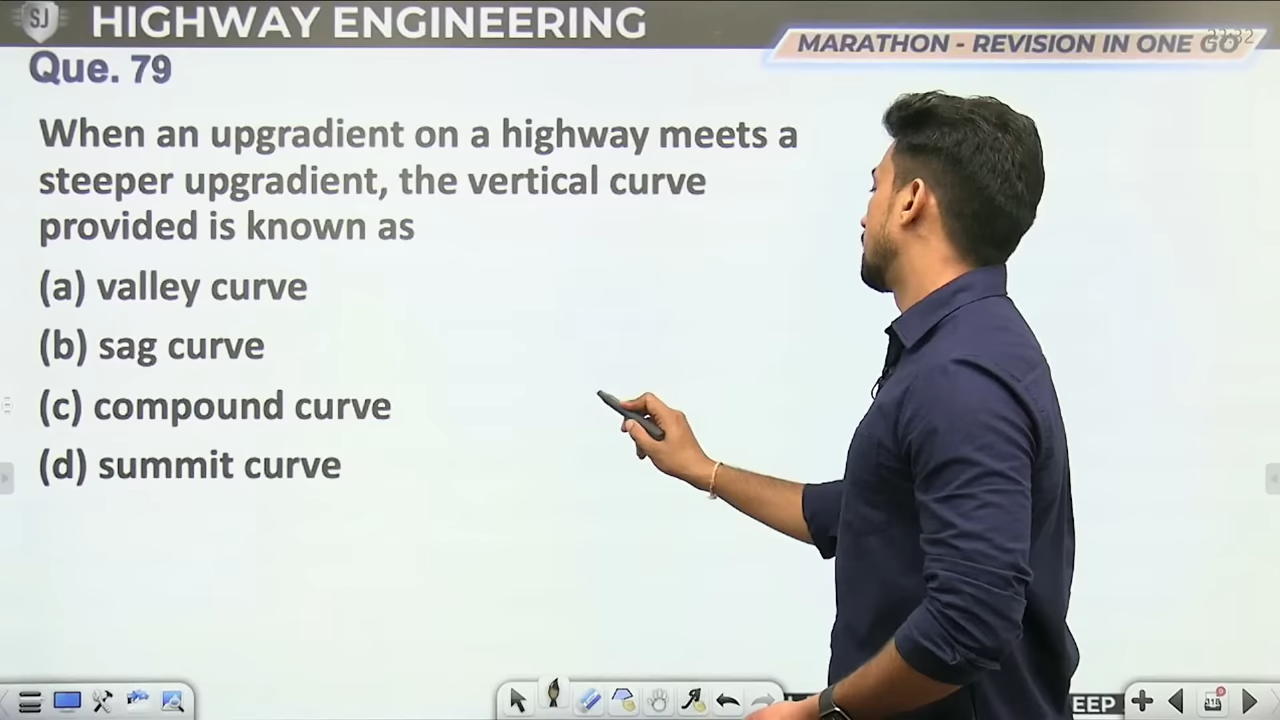 SJ
HIGHWAY ENGINEERING
MARATHON - REVISION IN ONE GO
Que. 79
When an upgradient on a highway meets a
steeper upgradient, the vertical curve
provided is known as
(a) valley curve
(b) sag curve
(c) compound curve
(d) summit curve
EEP